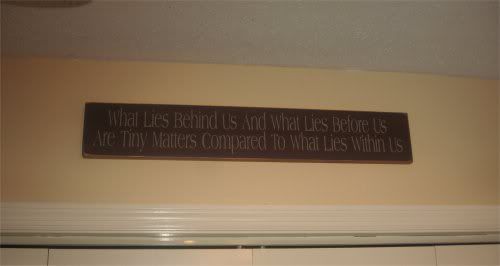 What Lies Behind Us And What Lies Before Us
Are Tiny Matters Compared To What Lies Within Us